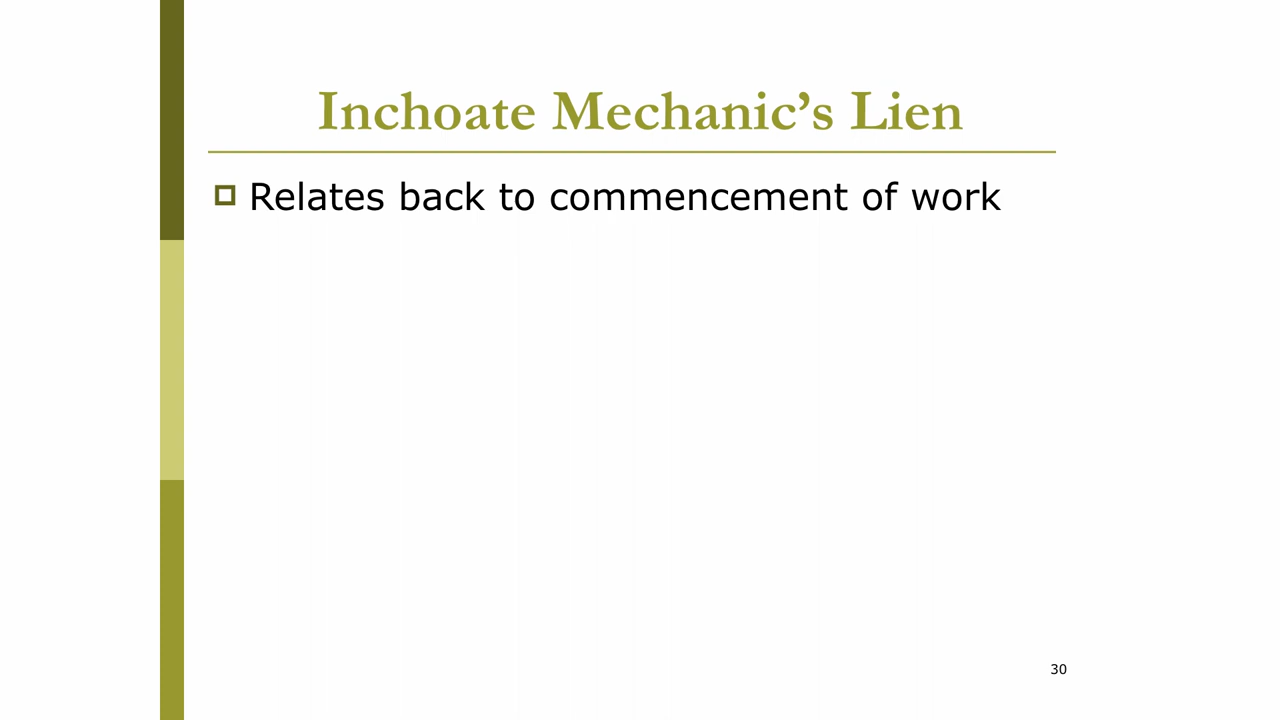 Inchoate Mechanic’s Lien
Relates back to commencement of work
30